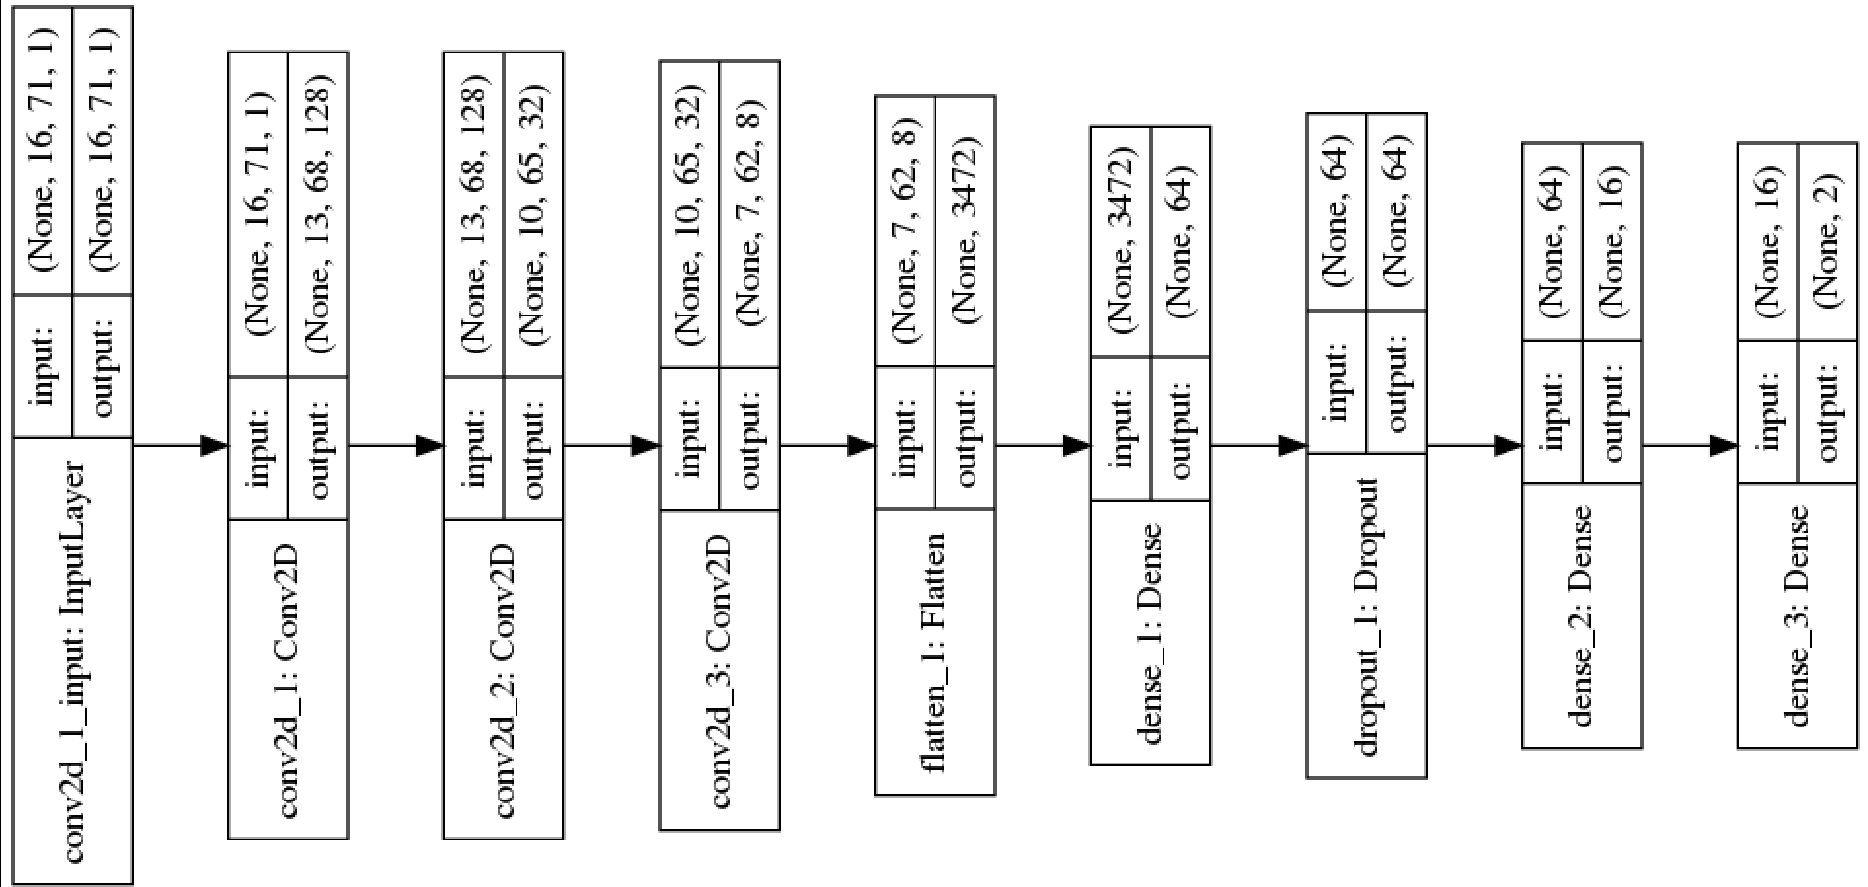 conv2d_1_input: InputLayer
input:
(None, 16, 71, 1)
output:
(None, 16, 71, 1)
conv2d_1: Conv2D
input:
(None, 16, 71, 1)
output:
(None, 13, 68, 128)
conv2d_2: Conv2D
input:
(None, 13, 68, 128)
output:
(None, 10, 65, 32)
conv2d_3: Conv2D
input:
(None, 10, 65, 32)
output:
(None, 7, 62, 8)
flatten_1: Flatten
input:
(None, 7, 62, 8)
output:
(None, 3472)
dense_1: Dense
input:
(None, 3472)
output:
(None, 64)
dropout_1: Dropout
input:
(None, 64)
output:
(None, 64)
dense_2: Dense
input:
(None, 64)
output:
(None, 16)
dense_3: Dense
input:
(None, 16)
output:
(None, 2)